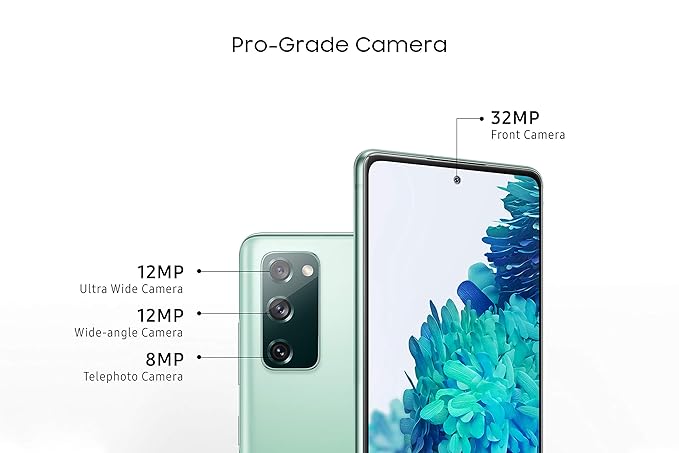 Pro-Grade Camera
32MP
Front Camera
12MP
Ultra Wide Camera
12MP
Wide-angle Camera
8MP
Telephoto Camera